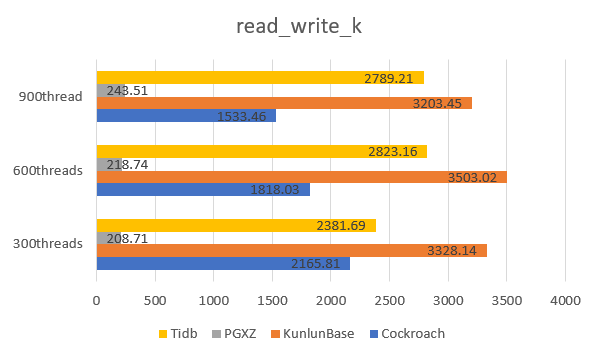 read_write_k
900thread
2789.21
243.51
3203.45
1533.46
600threads
2823.16
218.74
3503.02
1818.03
300threads
2381.69
208.71
3328.14
2165.81
0 500 1000 1500 2000 2500 3000 3500 4000
Tidb PGXZ KunlunBase Cockroach